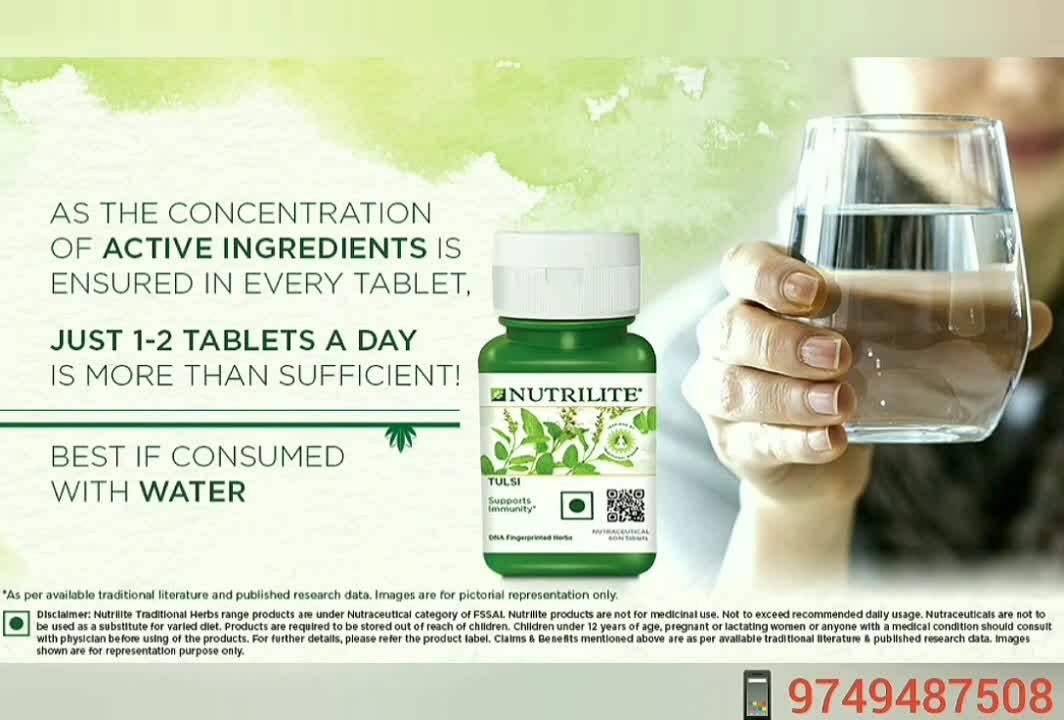 AS THE CONCENTRATION
OF ACTIVE INGREDIENTS IS
ENSURED IN EVERY TABLET,
JUST 1-2 TABLETS A DAY
IS MORE THAN SUFFICIENT!
BEST IF CONSUMED
WITH WATER
NUTRILITE
TULSI
Supports
Immunity*
DNA Fingerprinted Herbs
NUTRACEUTICAL
60N Tablets
*As per available traditional literature and published research data. Images are for pictorial representation only.
Disclaimer: Nutrilite Traditional Herbs range products are under Nutraceutical category of FSSAI. Nutrilite products are not for medicinal use. Not to exceed recommended daily usage. Nutraceuticals are not to
be used as a substitute for varied diet. Products are required to be stored out of reach of children. Children under 12 years of age, pregnant or lactating women or anyone with a medical condition should consult
with physician before using of the products. For further details, please refer the product label. Claims & Benefits mentioned above are as per available traditional literature & published research data. Images
shown are for representation purpose only.
9749487508